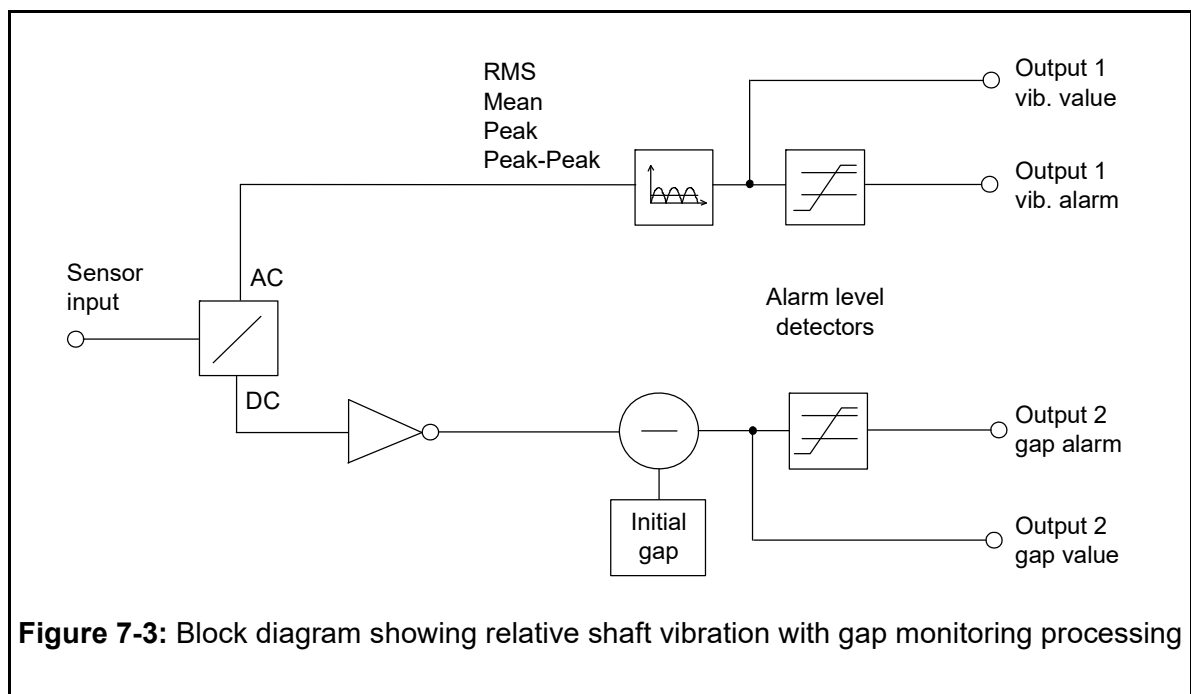 RMS
Mean
Peak
Peak-Peak
Output 1
vib. value
Output 1
vib. alarm
Sensor
input
AC
DC
Alarm level
detectors
Initial
gap
Output 2
gap alarm
Output 2
gap value
Figure 7-3: Block diagram showing relative shaft vibration with gap monitoring processing